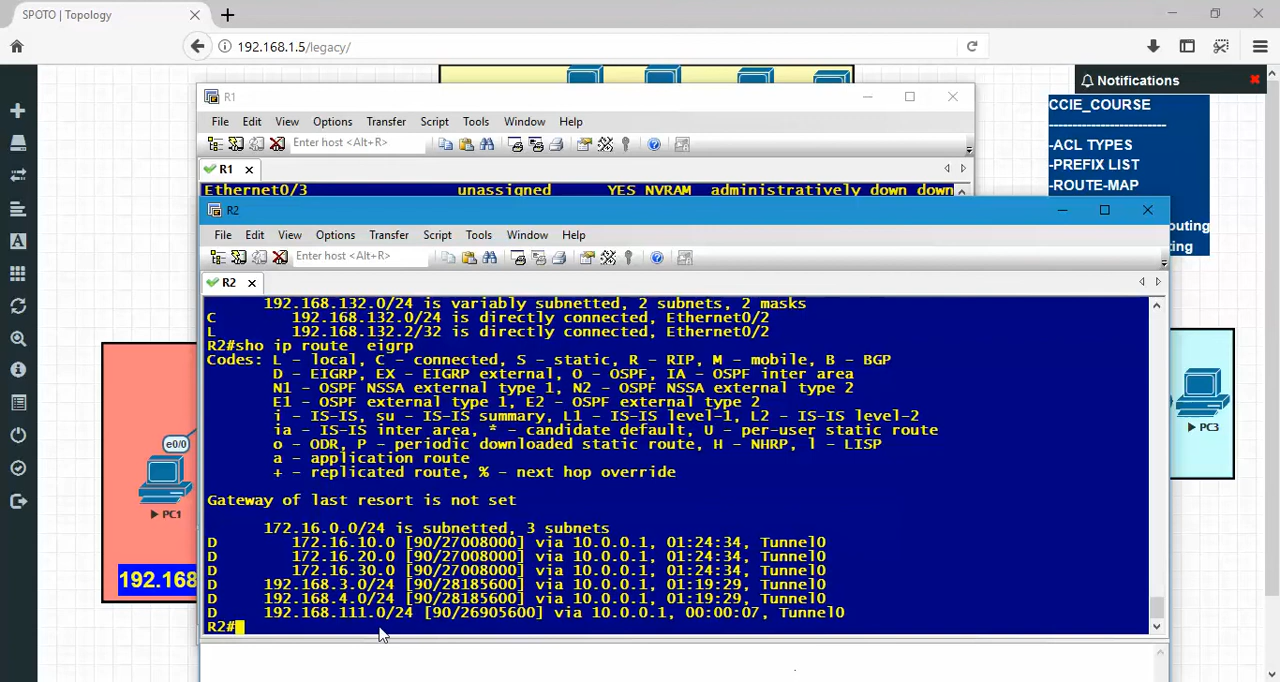 SPOTO | Topology
192.168.1.5/legacy/
Notifications
CCIE_COURSE
-----------------------
-ACL TYPES
-PREFIX LIST
-ROUTE-MAP
uting
ing
R1
File Edit View Options Transfer Script Tools Window Help
Enter host <Alt+R>
R1
Ethernet0/3 unassigned YES NVRAM administratively down down
R2
File Edit View Options Transfer Script Tools Window Help
Enter host <Alt+R>
R2
192.168.132.0/24 is variably subnetted, 2 subnets, 2 masks
C 192.168.132.0/24 is directly connected, Ethernet0/2
L 192.168.132.2/32 is directly connected, Ethernet0/2
R2#sho ip route eigrp
Codes: L - local, C - connected, S - static, R - RIP, M - mobile, B - BGP
D - EIGRP, EX - EIGRP external, O - OSPF, IA - OSPF inter area
N1 - OSPF NSSA external type 1, N2 - OSPF NSSA external type 2
E1 - OSPF external type 1, E2 - OSPF external type 2
i - IS-IS, su - IS-IS summary, L1 - IS-IS level-1, L2 - IS-IS level-2
ia - IS-IS inter area, * - candidate default, U - per-user static route
o - ODR, P - periodic downloaded static route, H - NHRP, l - LISP
a - application route
+ - replicated route, % - next hop override
Gateway of last resort is not set
172.16.0.0/24 is subnetted, 3 subnets
D 172.16.10.0 [90/27008000] via 10.0.0.1, 01:24:34, Tunnel0
D 172.16.20.0 [90/27008000] via 10.0.0.1, 01:24:34, Tunnel0
D 172.16.30.0 [90/27008000] via 10.0.0.1, 01:24:34, Tunnel0
D 192.168.3.0/24 [90/28185600] via 10.0.0.1, 01:19:29, Tunnel0
D 192.168.4.0/24 [90/28185600] via 10.0.0.1, 01:19:29, Tunnel0
D 192.168.111.0/24 [90/26905600] via 10.0.0.1, 00:00:07, Tunnel0
R2#
e0/0
PC1
192.168
PC3